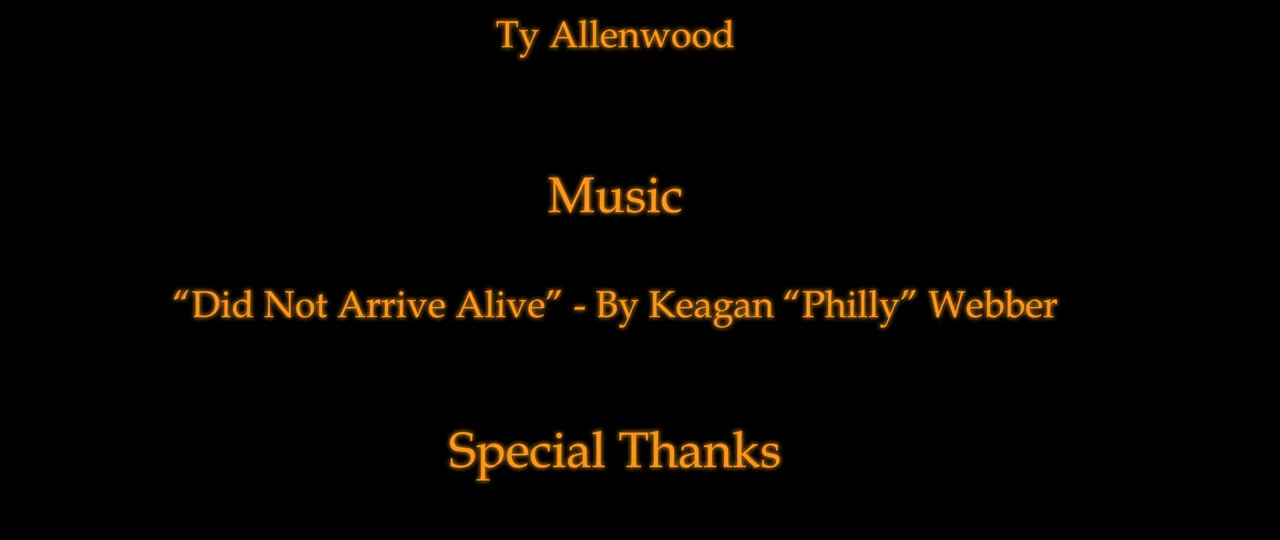 Ty Allenwood
Music
“Did Not Arrive Alive” - By Keagan “Philly” Webber
Special Thanks